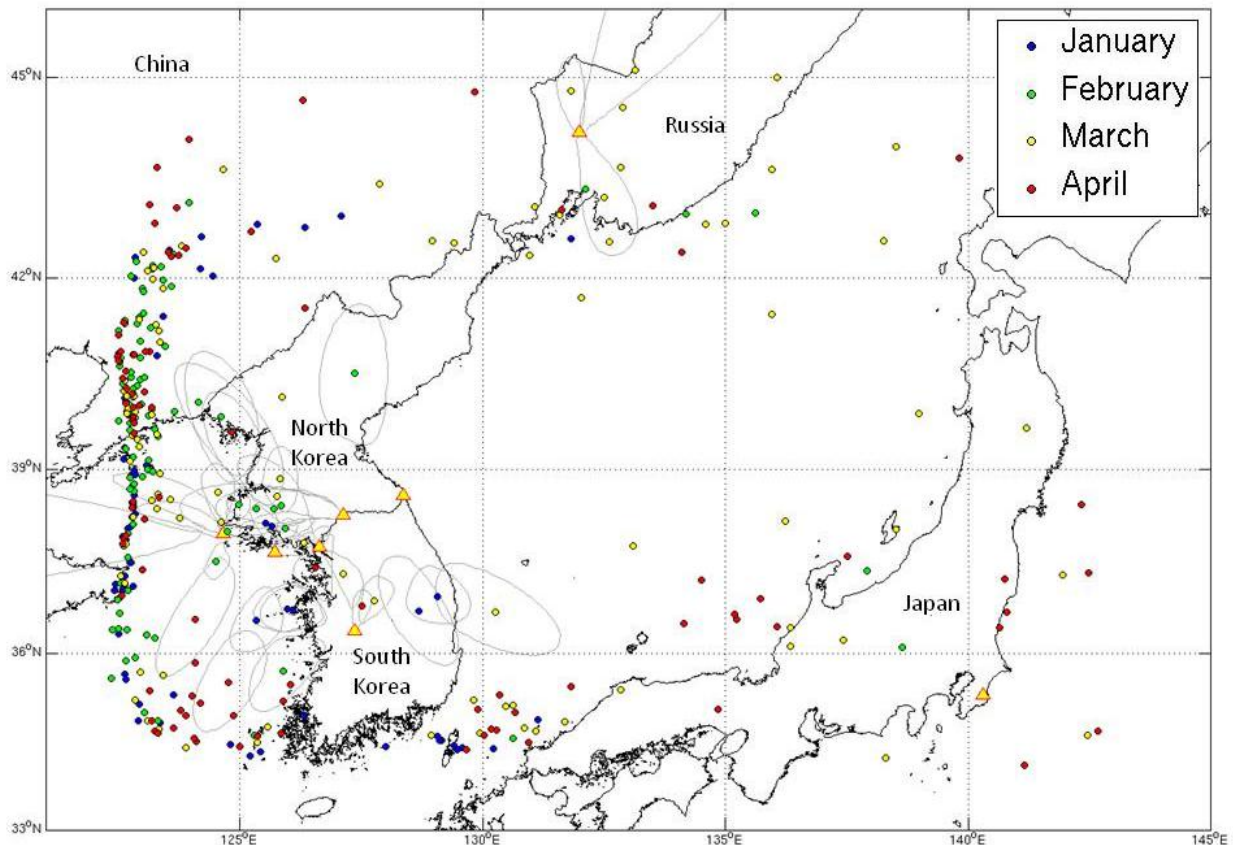 January
February
March
April
China
Russia
North
Korea
South
Korea
Japan
45°N
42°N
39°N
36°N
33°N
125°E
130°E
135°E
140°E
145°E